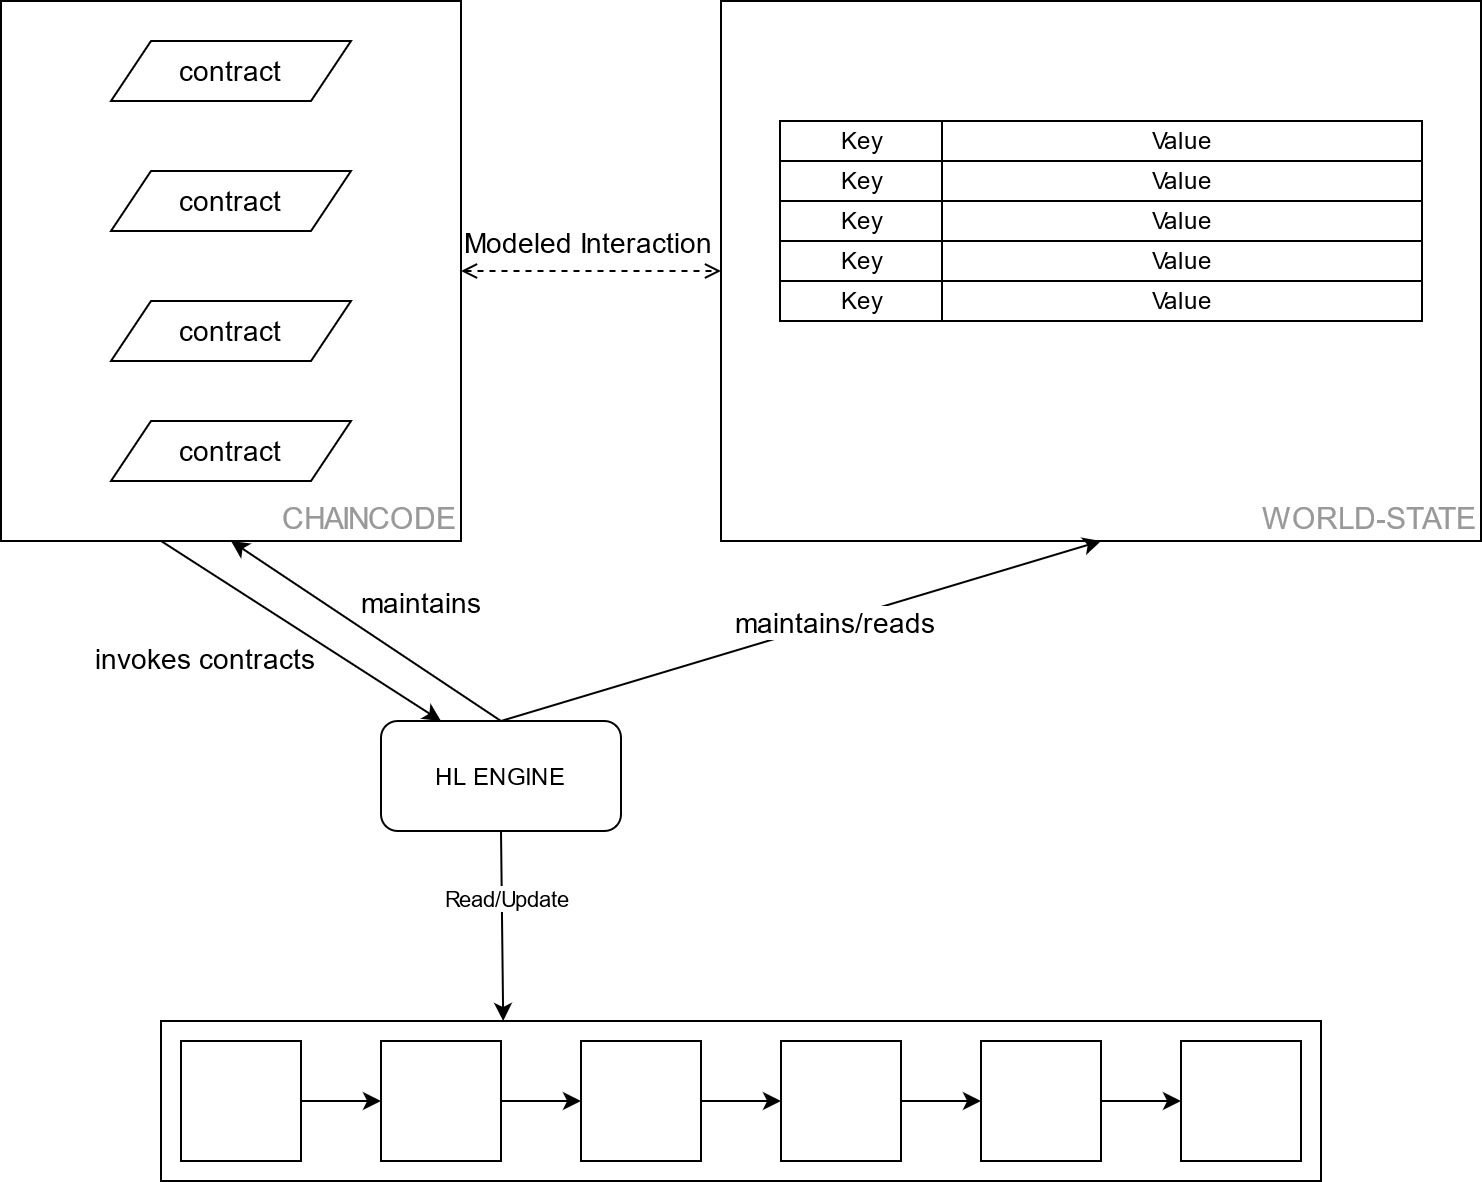 contract
contract
contract
contract
CHAINCODE
Modeled Interaction
Key Value
Key Value
Key Value
Key Value
Key Value
WORLD-STATE
maintains
invokes contracts
maintains/reads
HL ENGINE
Read/Update